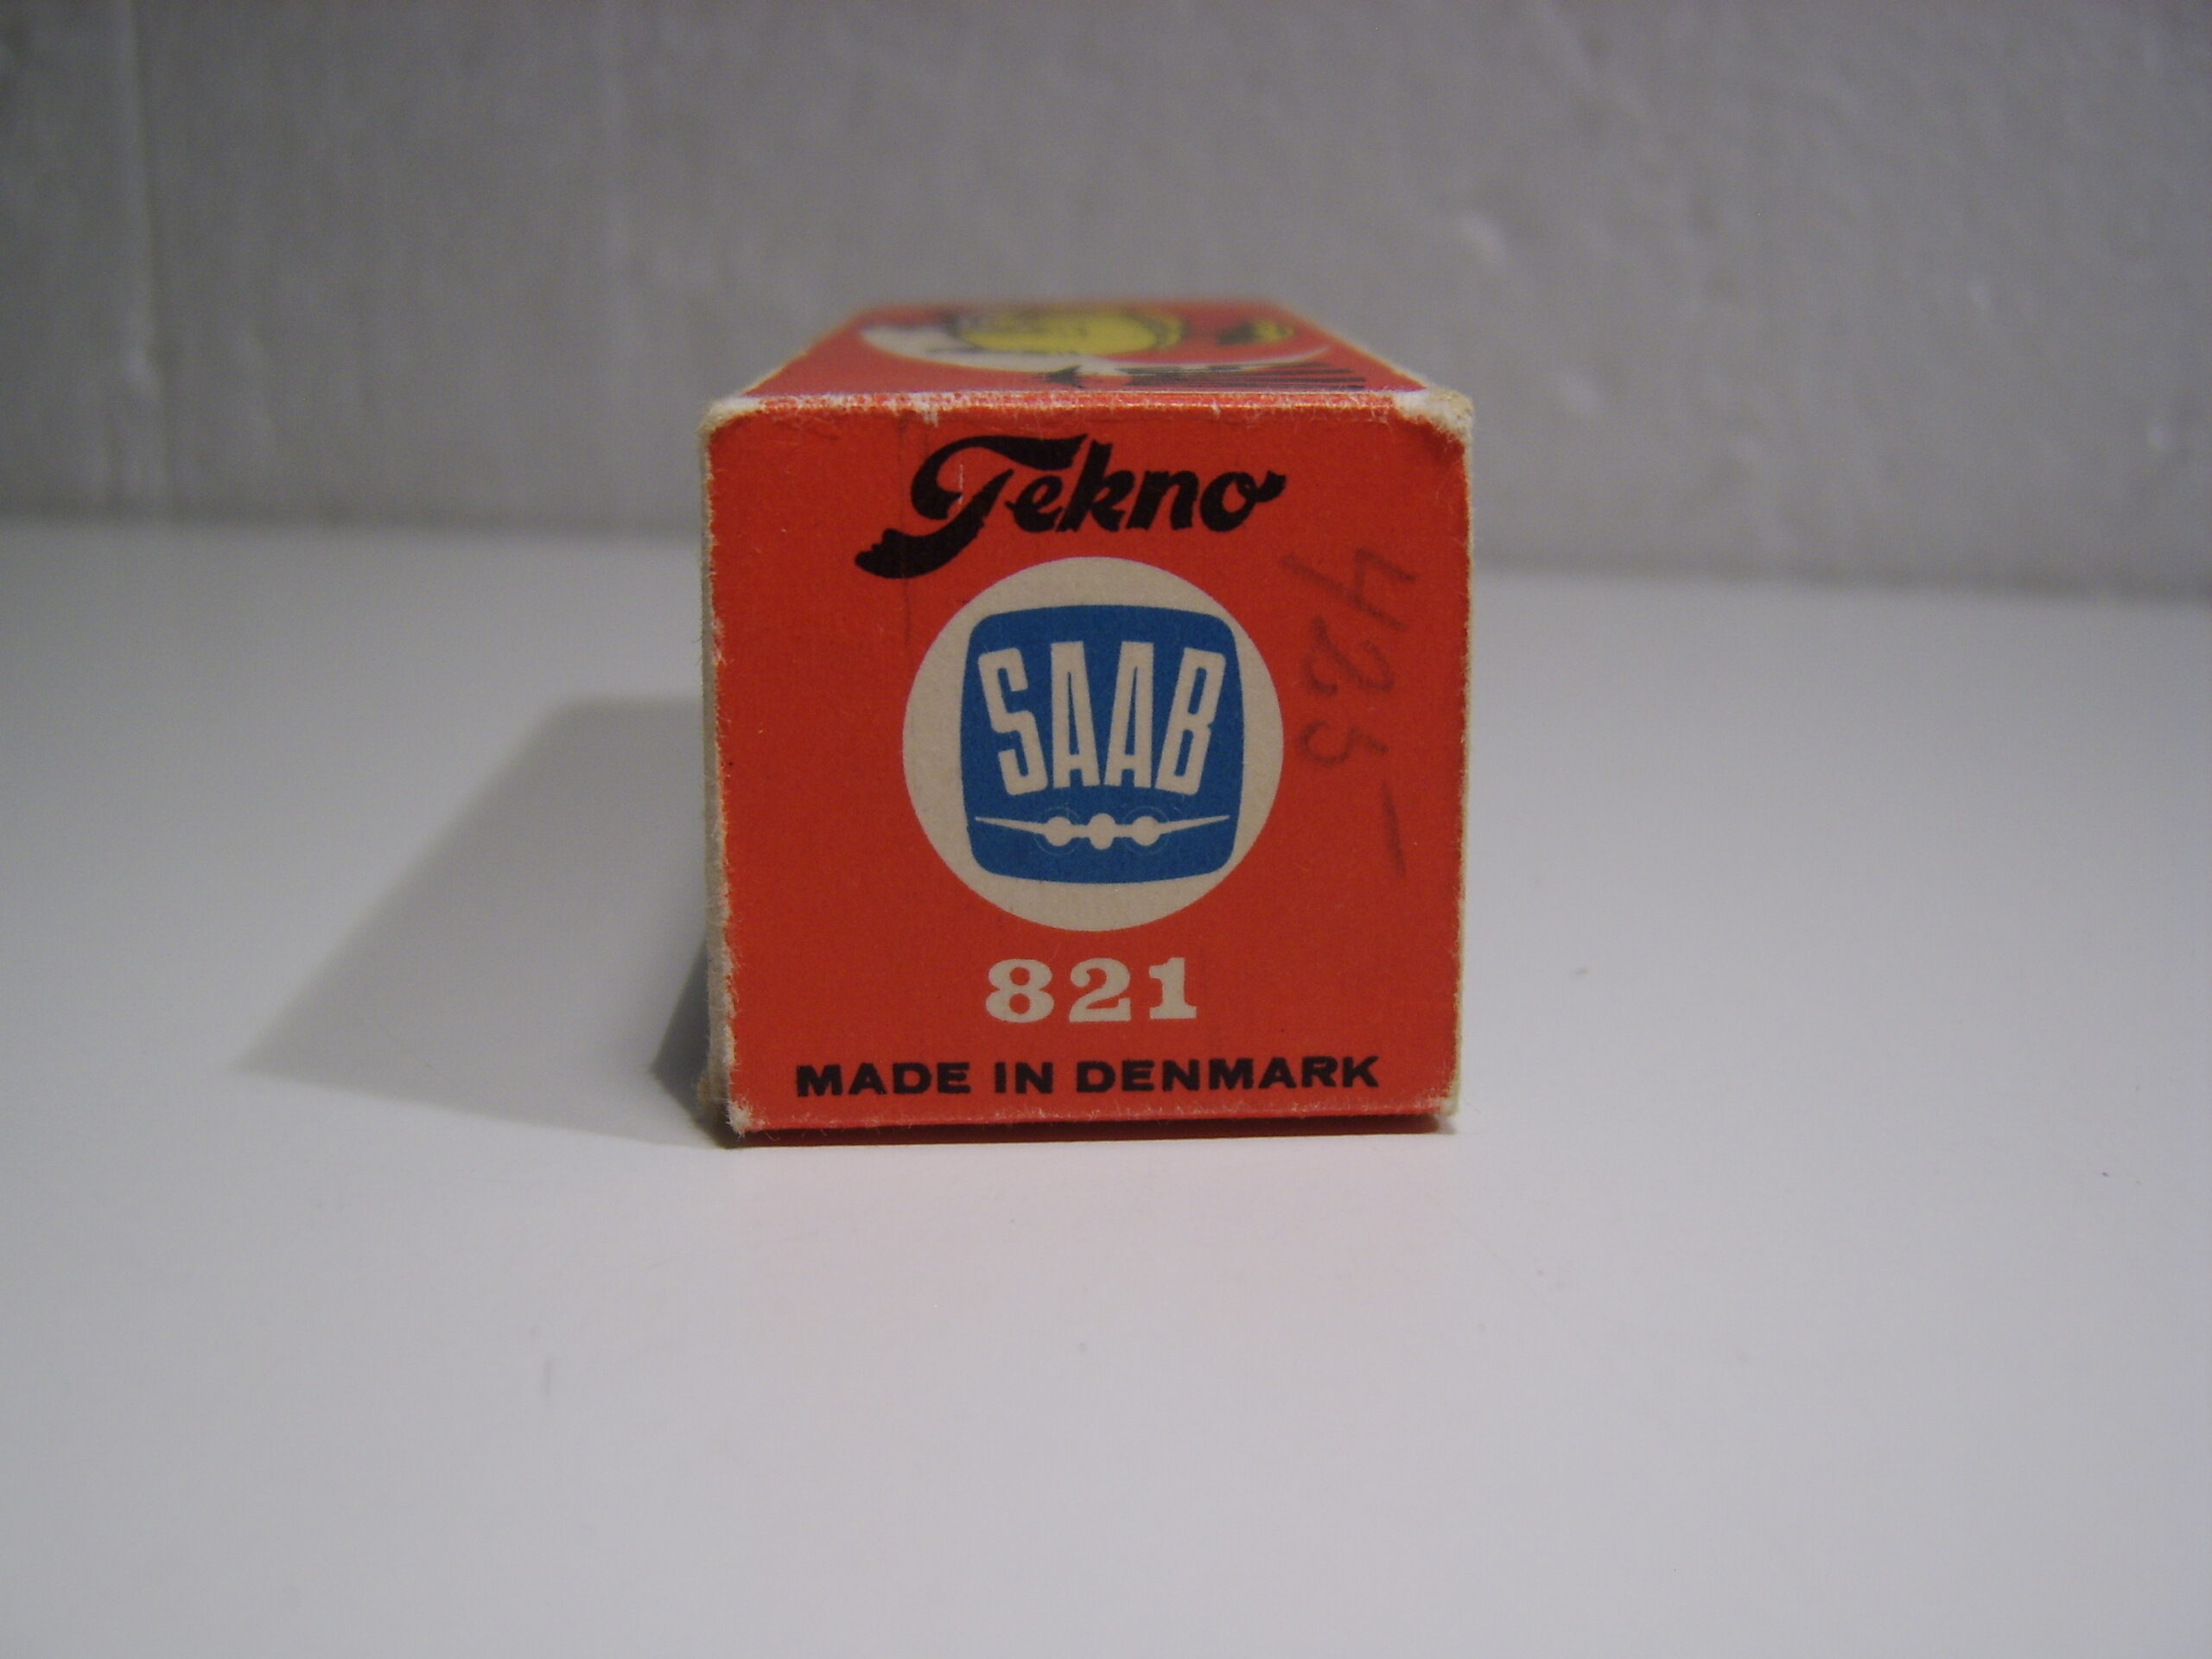 Tekno
SAAB
821
MADE IN DENMARK
425-